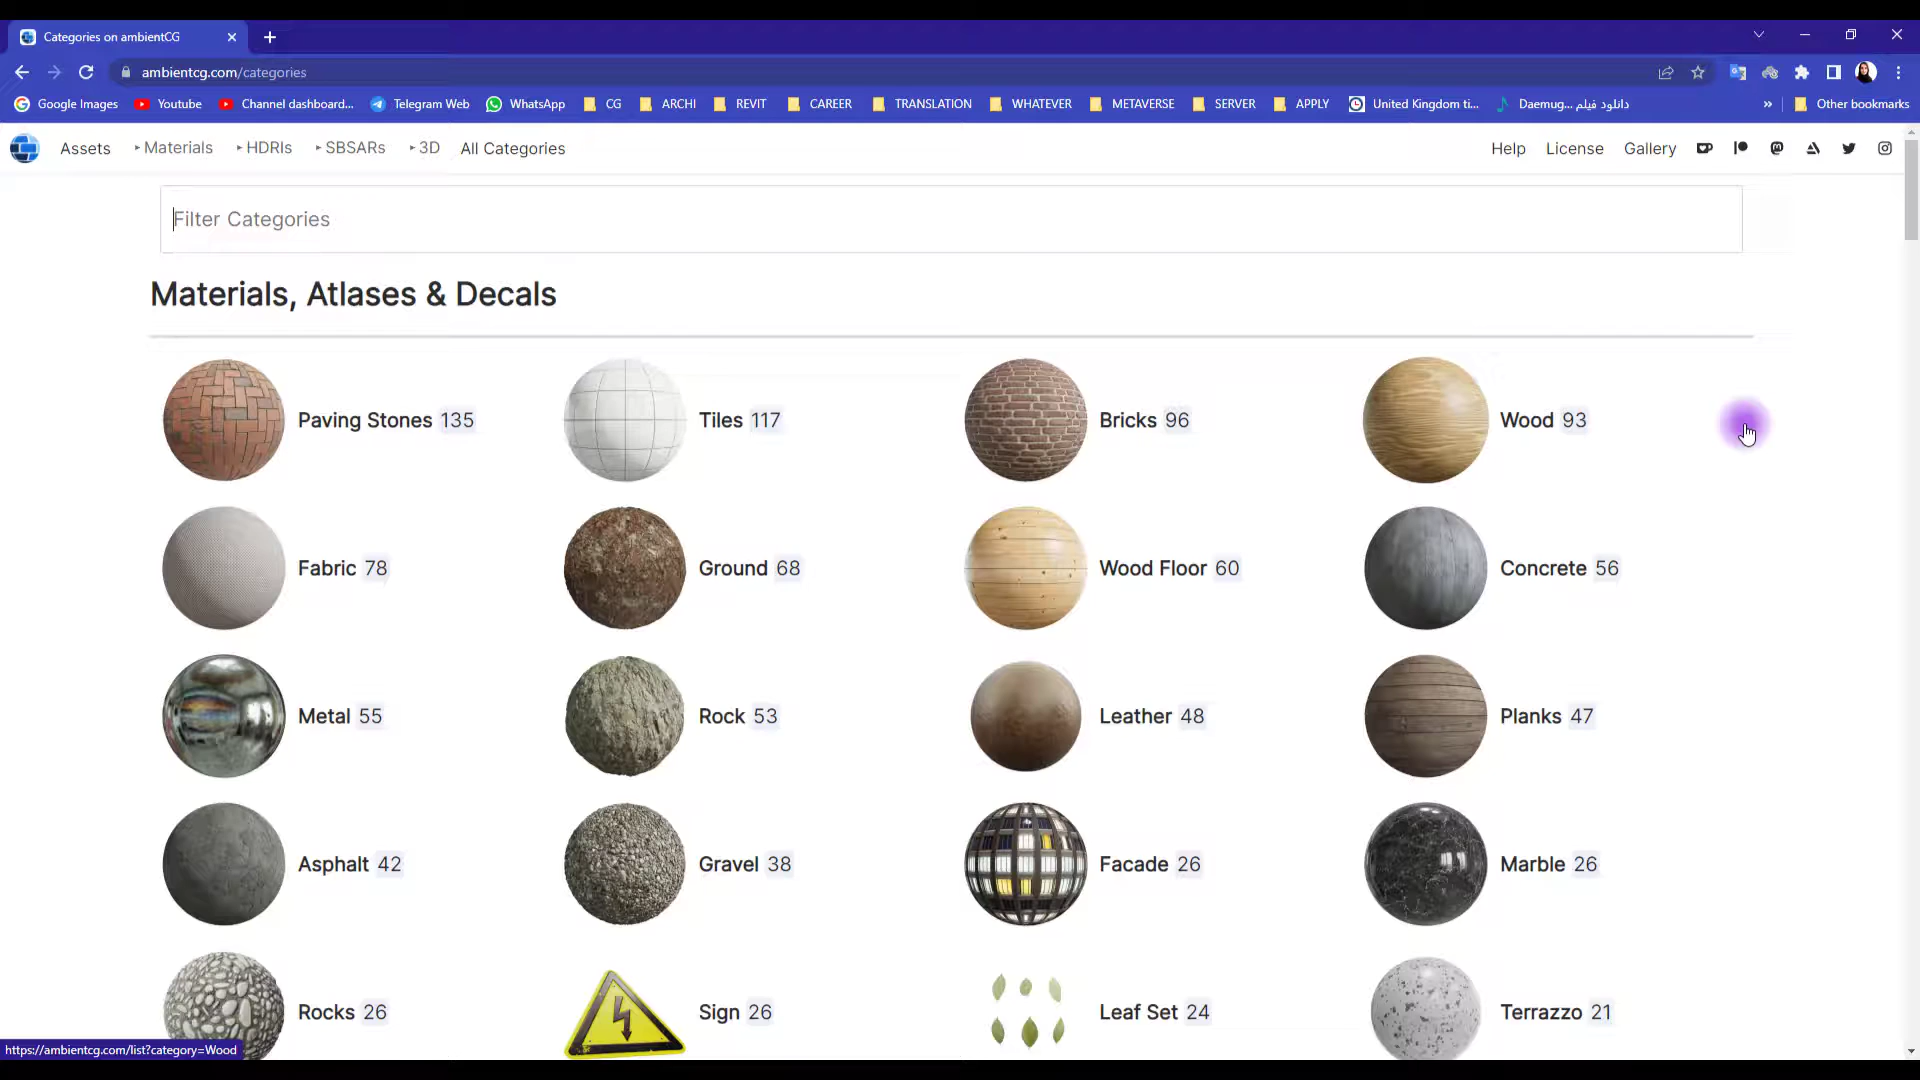 Categories on ambientCG
ambientcg.com/categories
Google Images
Youtube
Channel dashboard...
Telegram Web
WhatsApp
CG
ARCHI
REVIT
CAREER
TRANSLATION
WHATEVER
METAVERSE
SERVER
APPLY
United Kingdom ti...
Daemug... دانلود فیلم
Other bookmarks
Assets
Materials
HDRIs
SBSARs
3D
All Categories
Help
License
Gallery
Filter Categories
Materials, Atlases & Decals
Paving Stones 135
Tiles 117
Bricks 96
Wood 93
Fabric 78
Ground 68
Wood Floor 60
Concrete 56
Metal 55
Rock 53
Leather 48
Planks 47
Asphalt 42
Gravel 38
Facade 26
Marble 26
Rocks 26
Sign 26
Leaf Set 24
Terrazzo 21
https://ambientcg.com/list?category=Wood